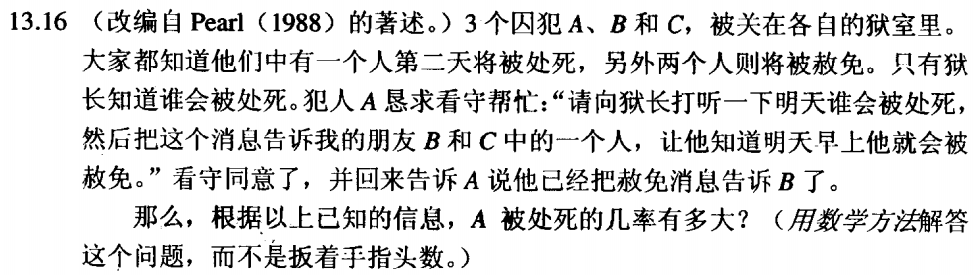 13.16 （改编自 Pearl（1988）的著述。）3 个囚犯 A、B 和 C，被关在各自的狱室里。
大家都知道他们中有一个人第二天将被处死，另外两个人则将被赦免。只有狱
长知道谁会被处死。犯人 A 恳求看守帮忙：“请向狱长打听一下明天谁会被处死，
然后把这个消息告诉我的朋友 B 和 C 中的一个人，让他知道明天早上他就会被
赦免。”看守同意了，并回来告诉 A 说他已经把赦免消息告诉 B 了。
那么，根据以上已知的信息，A 被处死的几率有多大？（用数学方法解答
这个问题，而不是扳着手指头数。）